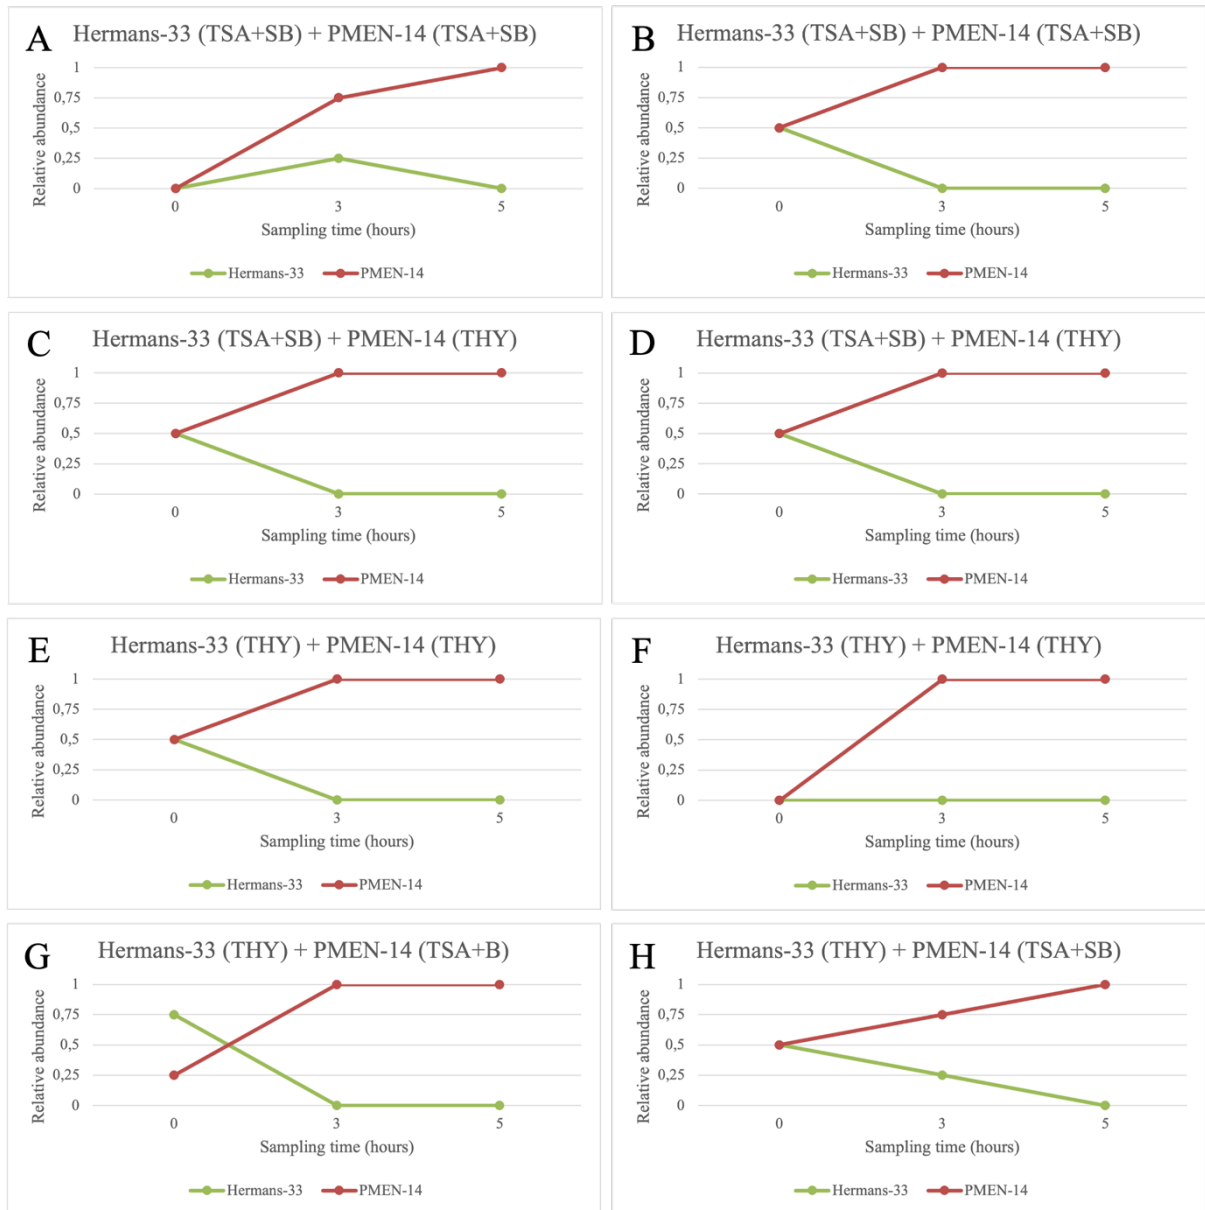 A
Hermans-33 (TSA+SB) + PMEN-14 (TSA+SB)
Relative abundance
1
0,75
0,5
0,25
0
0 3 5
Sampling time (hours)
Hermans-33 PMEN-14
B
Hermans-33 (TSA+SB) + PMEN-14 (TSA+SB)
Relative abundance
1
0,75
0,5
0,25
0
0 3 5
Sampling time (hours)
Hermans-33 PMEN-14
C
Hermans-33 (TSA+SB) + PMEN-14 (THY)
Relative abundance
1
0,75
0,5
0,25
0
0 3 5
Sampling time (hours)
Hermans-33 PMEN-14
D
Hermans-33 (TSA+SB) + PMEN-14 (THY)
Relative abundance
1
0,75
0,5
0,25
0
0 3 5
Sampling time (hours)
Hermans-33 PMEN-14
E
Hermans-33 (THY) + PMEN-14 (THY)
Relative abundance
1
0,75
0,5
0,25
0
0 3 5
Sampling time (hours)
Hermans-33 PMEN-14
F
Hermans-33 (THY) + PMEN-14 (THY)
Relative abundance
1
0,75
0,5
0,25
0
0 3 5
Sampling time (hours)
Hermans-33 PMEN-14
G
Hermans-33 (THY) + PMEN-14 (TSA+B)
Relative abundance
1
0,75
0,5
0,25
0
0 3 5
Sampling time (hours)
Hermans-33 PMEN-14
H
Hermans-33 (THY) + PMEN-14 (TSA+SB)
Relative abundance
1
0,75
0,5
0,25
0
0 3 5
Sampling time (hours)
Hermans-33 PMEN-14